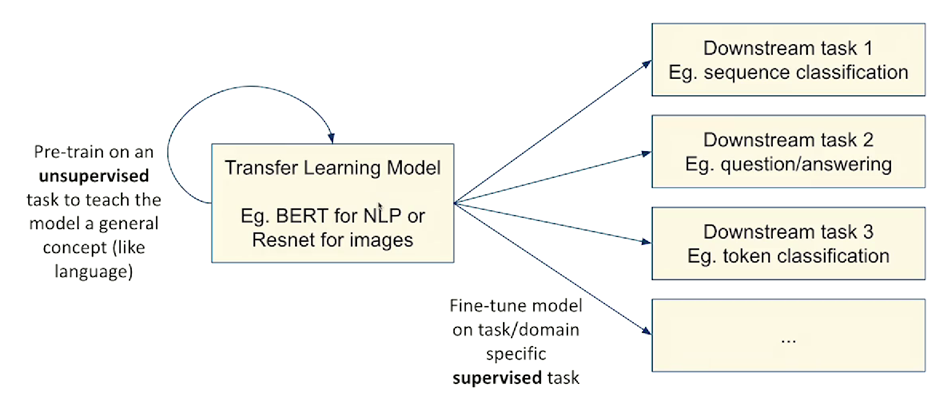 Pre-train on an
unsupervised
task to teach the
model a general
concept (like
language)
Transfer Learning Model
Eg. BERT for NLP or
Resnet for images
Fine-tune model
on task/domain
specific
supervised task
Downstream task 1
Eg. sequence classification
Downstream task 2
Eg. question/answering
Downstream task 3
Eg. token classification
...